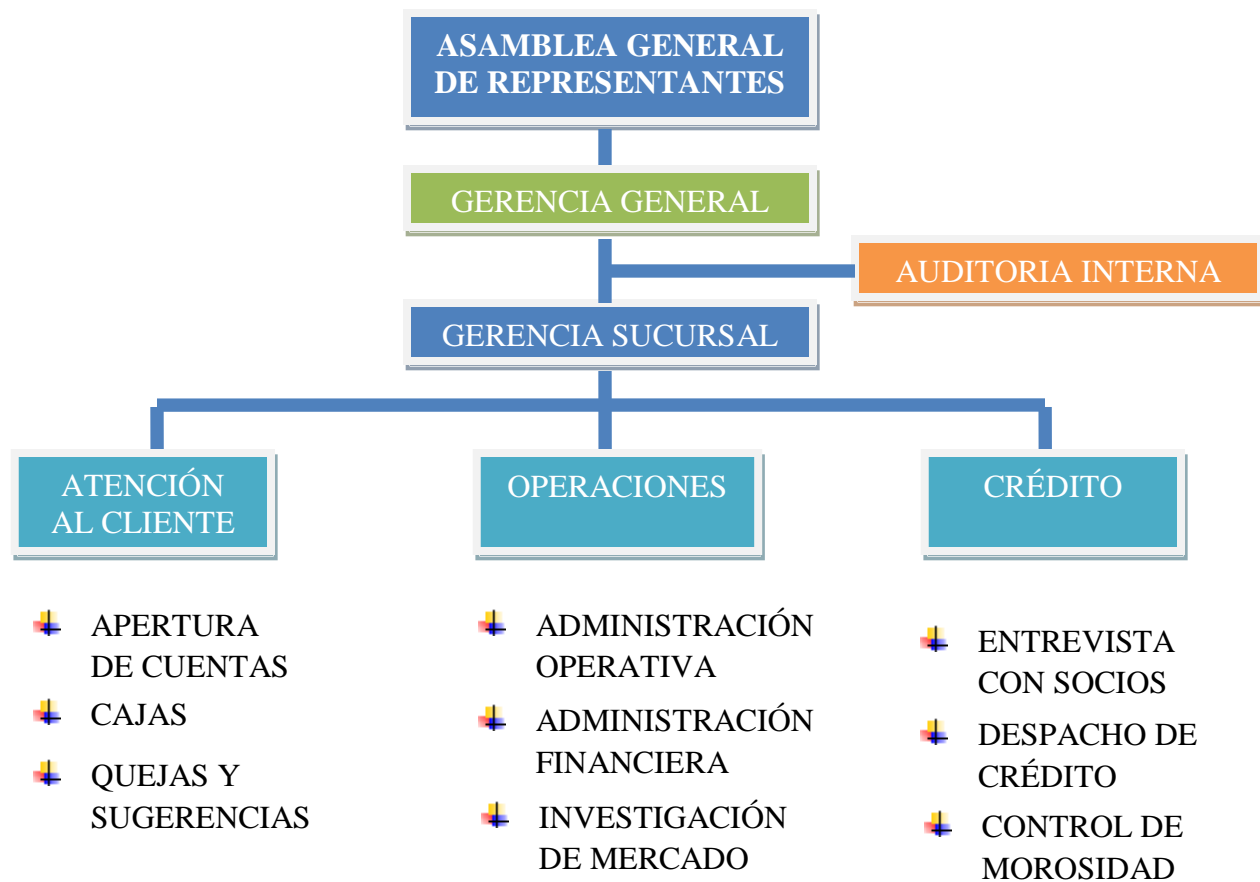 ASAMBLEA GENERAL
DE REPRESENTANTES
GERENCIA GENERAL
AUDITORIA INTERNA
GERENCIA SUCURSAL
ATENCIÓN
AL CLIENTE
OPERACIONES
CRÉDITO
APERTURA
DE CUENTAS
CAJAS
QUEJAS Y
SUGERENCIAS
ADMINISTRACIÓN
OPERATIVA
ADMINISTRACIÓN
FINANCIERA
INVESTIGACIÓN
DE MERCADO
ENTREVISTA
CON SOCIOS
DESPACHO DE
CRÉDITO
CONTROL DE
MOROSIDAD